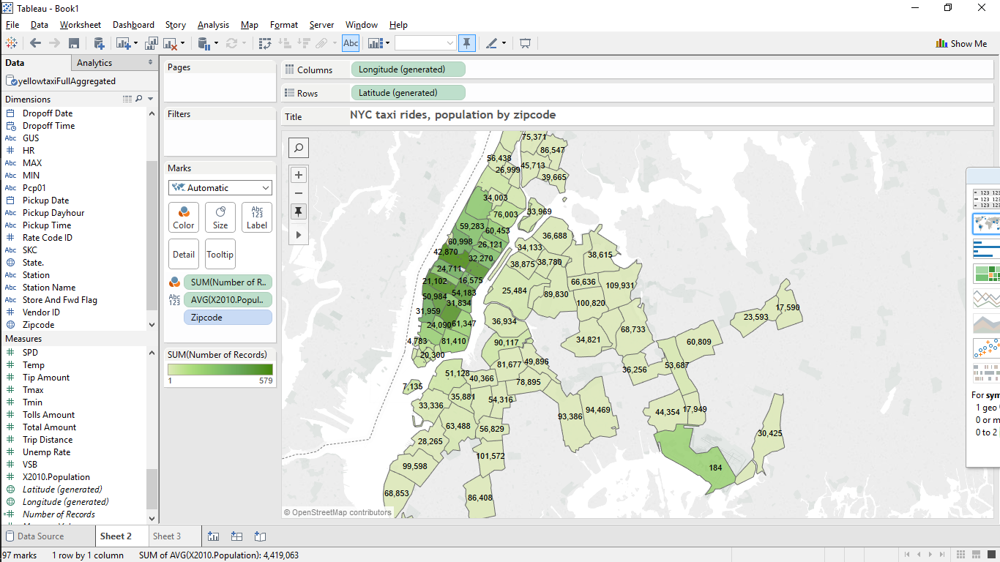 Tableau - Book1
File Data Worksheet Dashboard Story Analysis Map Format Server Window Help
Abc
Show Me
Data Analytics
yellowtaxiFullAggregated
Dimensions
Dropoff Date
Dropoff Time
Abc GUS
HR
Abc MAX
Abc MIN
Abc Pcp01
Pickup Date
Abc Pickup Dayhour
Abc Pickup Time
Rate Code ID
Abc SKC
State.
Abc Station
Abc Station Name
Abc Store And Fwd Flag
Abc Vendor ID
Zipcode
Measures
SPD
Temp
Tip Amount
Tmax
Tmin
Tolls Amount
Total Amount
Trip Distance
Unemp Rate
VSB
X2010.Population
Latitude (generated)
Longitude (generated)
Number of Records
Pages
Filters
Marks
Automatic
Color Size Abc 123 Label
Detail Tooltip
SUM(Number of R..
Abc 123 AVG(X2010.Popul..
Zipcode
SUM(Number of Records)
1 579
Columns Longitude (generated)
Rows Latitude (generated)
Title NYC taxi rides, population by zipcode
75,371
86,547
56,438
45,713
26,999
39,665
34,003
33,969
76,003
59,283
60,453
36,688
60,998
26,121
34,133
42,870
32,270
38,615
38,875
38,780
24,711
21,102
16,575
66,636
109,931
25,484
54,183
89,830
50,984
31,834
100,820
17,590
31,959
23,593
36,934
24,090
61,347
68,733
4,783
81,410
90,117
34,821
60,809
20,300
81,677
49,896
53,687
36,256
51,128
40,366
78,895
7,135
35,881
54,316
33,336
94,469
17,949
44,354
93,386
63,488
56,829
30,425
28,265
101,572
99,598
184
68,853
86,408
© OpenStreetMap contributors
For sym
1 geo
0 or m
0 to 2
Data Source Sheet 2 Sheet 3
97 marks 1 row by 1 column SUM of AVG(X2010.Population): 4,419,063